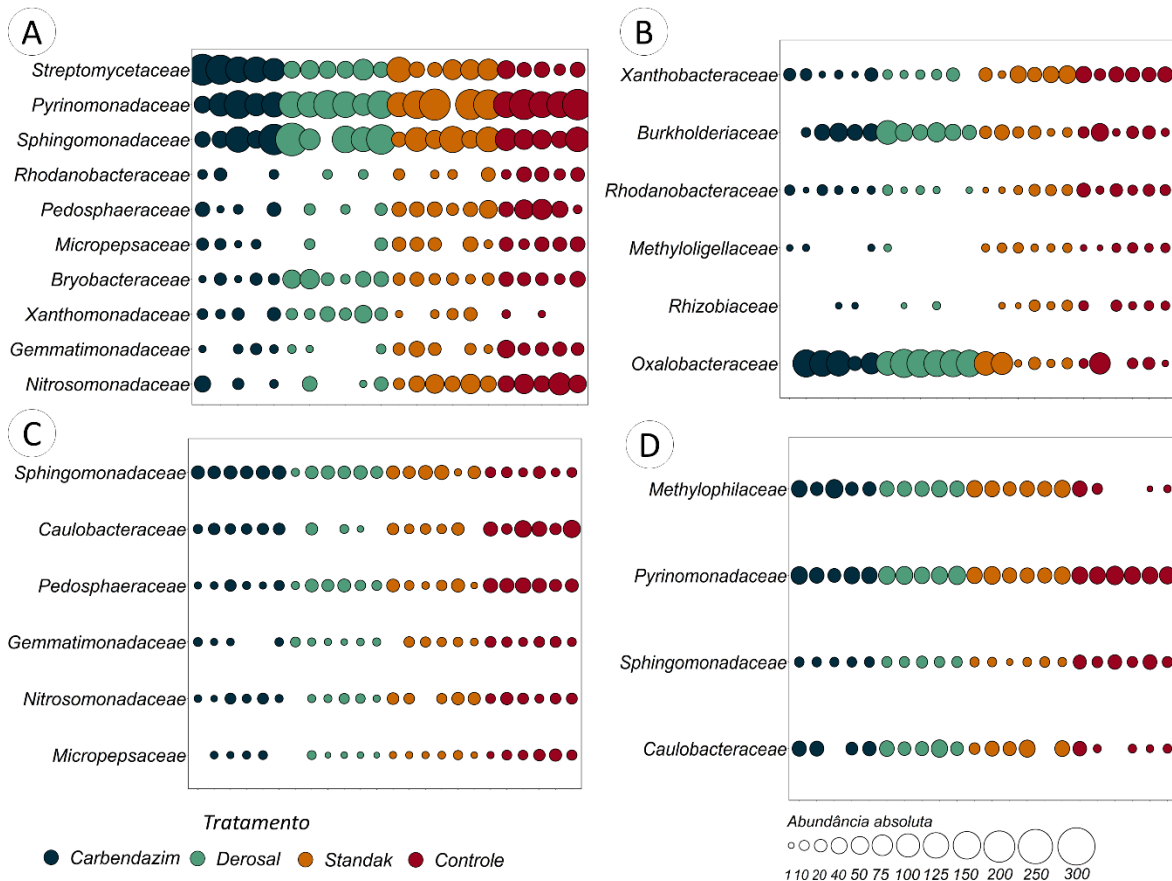 A
Streptomycetaceae
Pyrinomonadaceae
Sphingomonadaceae
Rhodanobacteraceae
Pedosphaeraceae
Micropepsaceae
Bryobacteraceae
Xanthomonadaceae
Gemmatimonadaceae
Nitrosomonadaceae
B
Xanthobacteraceae
Burkholderiaceae
Rhodanobacteraceae
Methyloligellaceae
Rhizobiaceae
Oxalobacteraceae
C
Sphingomonadaceae
Caulobacteraceae
Pedosphaeraceae
Gemmatimonadaceae
Nitrosomonadaceae
Micropepsaceae
D
Methylophilaceae
Pyrinomonadaceae
Sphingomonadaceae
Caulobacteraceae
Tratamento
Carbendazim Derosal Standak Controle
Abundância absoluta
1 10 20 40 50 75 100 125 150 200 250 300